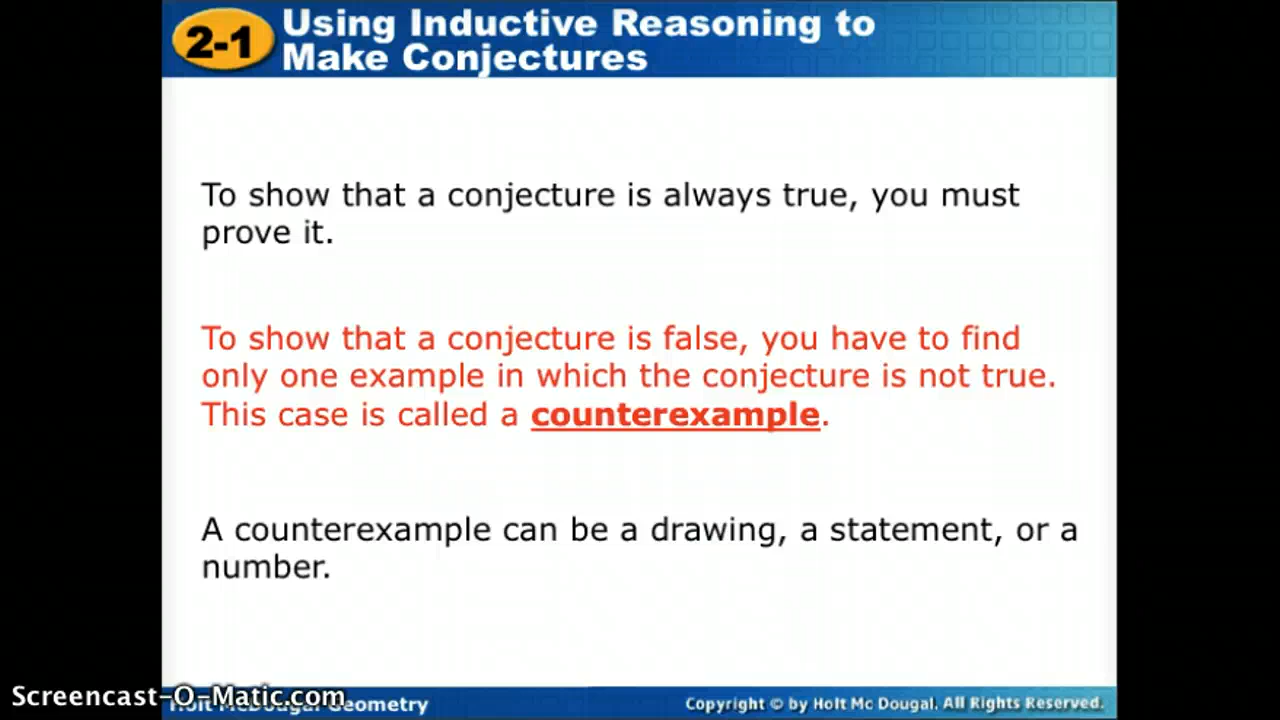 2-1
Using Inductive Reasoning to
Make Conjectures
To show that a conjecture is always true, you must
prove it.
To show that a conjecture is false, you have to find
only one example in which the conjecture is not true.
This case is called a counterexample.
A counterexample can be a drawing, a statement, or a
number.
Screencast-O-Matic.com
Holt McDougal Geometry
Copyright © by Holt Mc Dougal. All Rights Reserved.